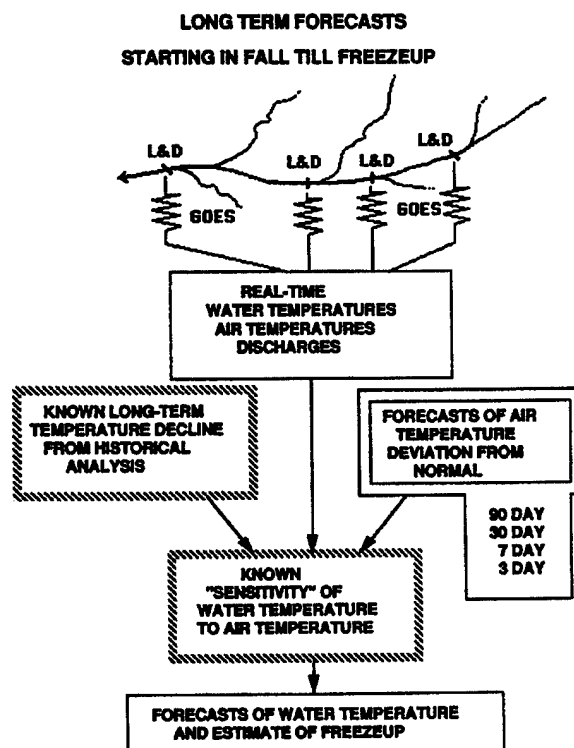 LONG TERM FORECASTS
STARTING IN FALL TILL FREEZEUP
L&D
L&D
L&D
L&D
GOES
GOES
REAL-TIME
WATER TEMPERATURES
AIR TEMPERATURES
DISCHARGES
KNOWN LONG-TERM
TEMPERATURE DECLINE
FROM HISTORICAL
ANALYSIS
FORECASTS OF AIR
TEMPERATURE
DEVIATION FROM
NORMAL
90 DAY
30 DAY
7 DAY
3 DAY
KNOWN
"SENSITIVITY" OF
WATER TEMPERATURE
TO AIR TEMPERATURE
FORECASTS OF WATER TEMPERATURE
AND ESTIMATE OF FREEZEUP